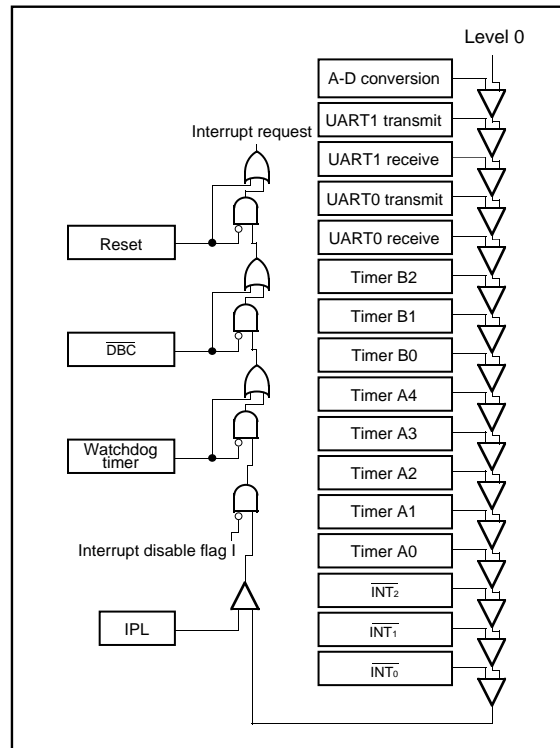 Level 0
A-D conversion
UART1 transmit
Interrupt request
UART1 receive
UART0 transmit
Reset
UART0 receive
Timer B2
Timer B1
DBC
Timer B0
Timer A4
Timer A3
Watchdog
timer
Timer A2
Timer A1
Interrupt disable flag I
Timer A0
INT2
IPL
INT1
INT0